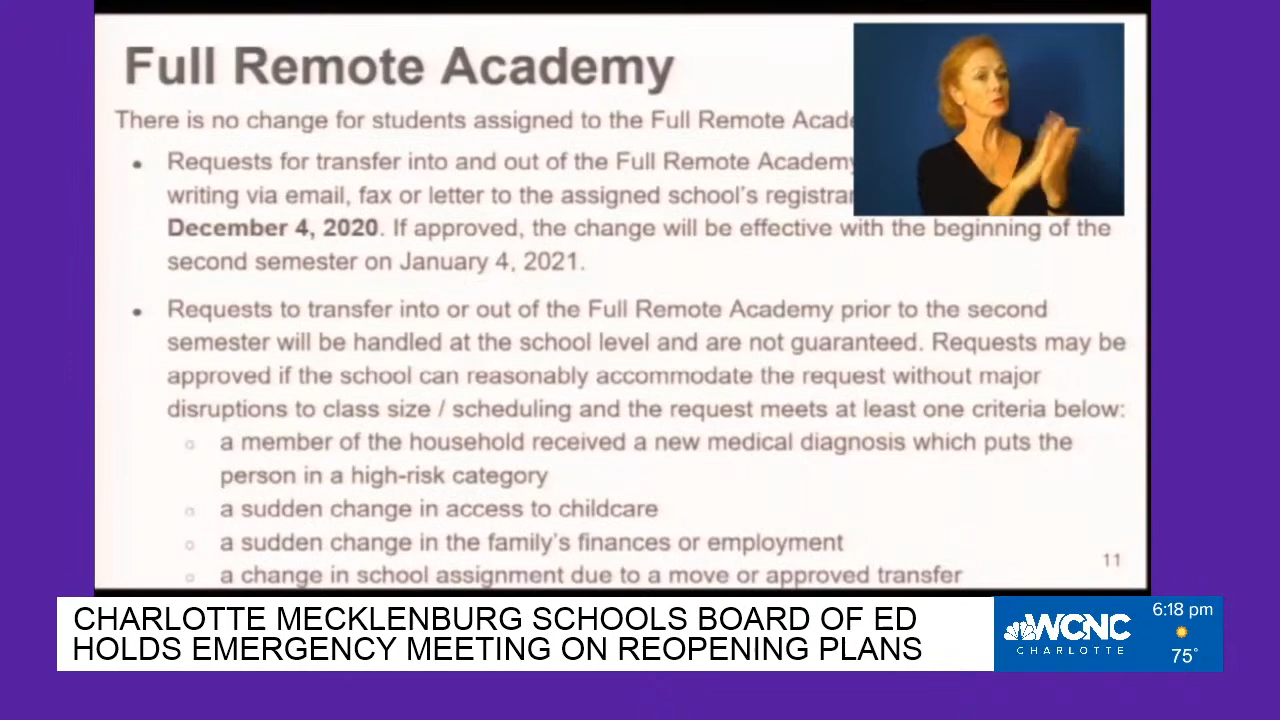 Full Remote Academy
There is no change for students assigned to the Full Remote
• Requests for transfer into and out of the Full Remote Academy
writing via email, fax or letter to the assigned school's registrar
December 4, 2020. If approved, the change will be effective with the beginning of the
second semester on January 4, 2021.
• Requests to transfer into or out of the Full Remote Academy prior to the second
semester will be handled at the school level and are not guaranteed. Requests may be
approved if the school can reasonably accommodate the request without major
disruptions to class size / scheduling and the request meets at least one criteria below:
○ a member of the household received a new medical diagnosis which puts the
person in a high-risk category
○ a sudden change in access to childcare
○ a sudden change in the family's finances or employment
○ a change in school assignment due to a move or approved transfer
11
CHARLOTTE MECKLENBURG SCHOOLS BOARD OF ED
HOLDS EMERGENCY MEETING ON REOPENING PLANS
WCNC
CHARLOTTE
6:18 pm
75°